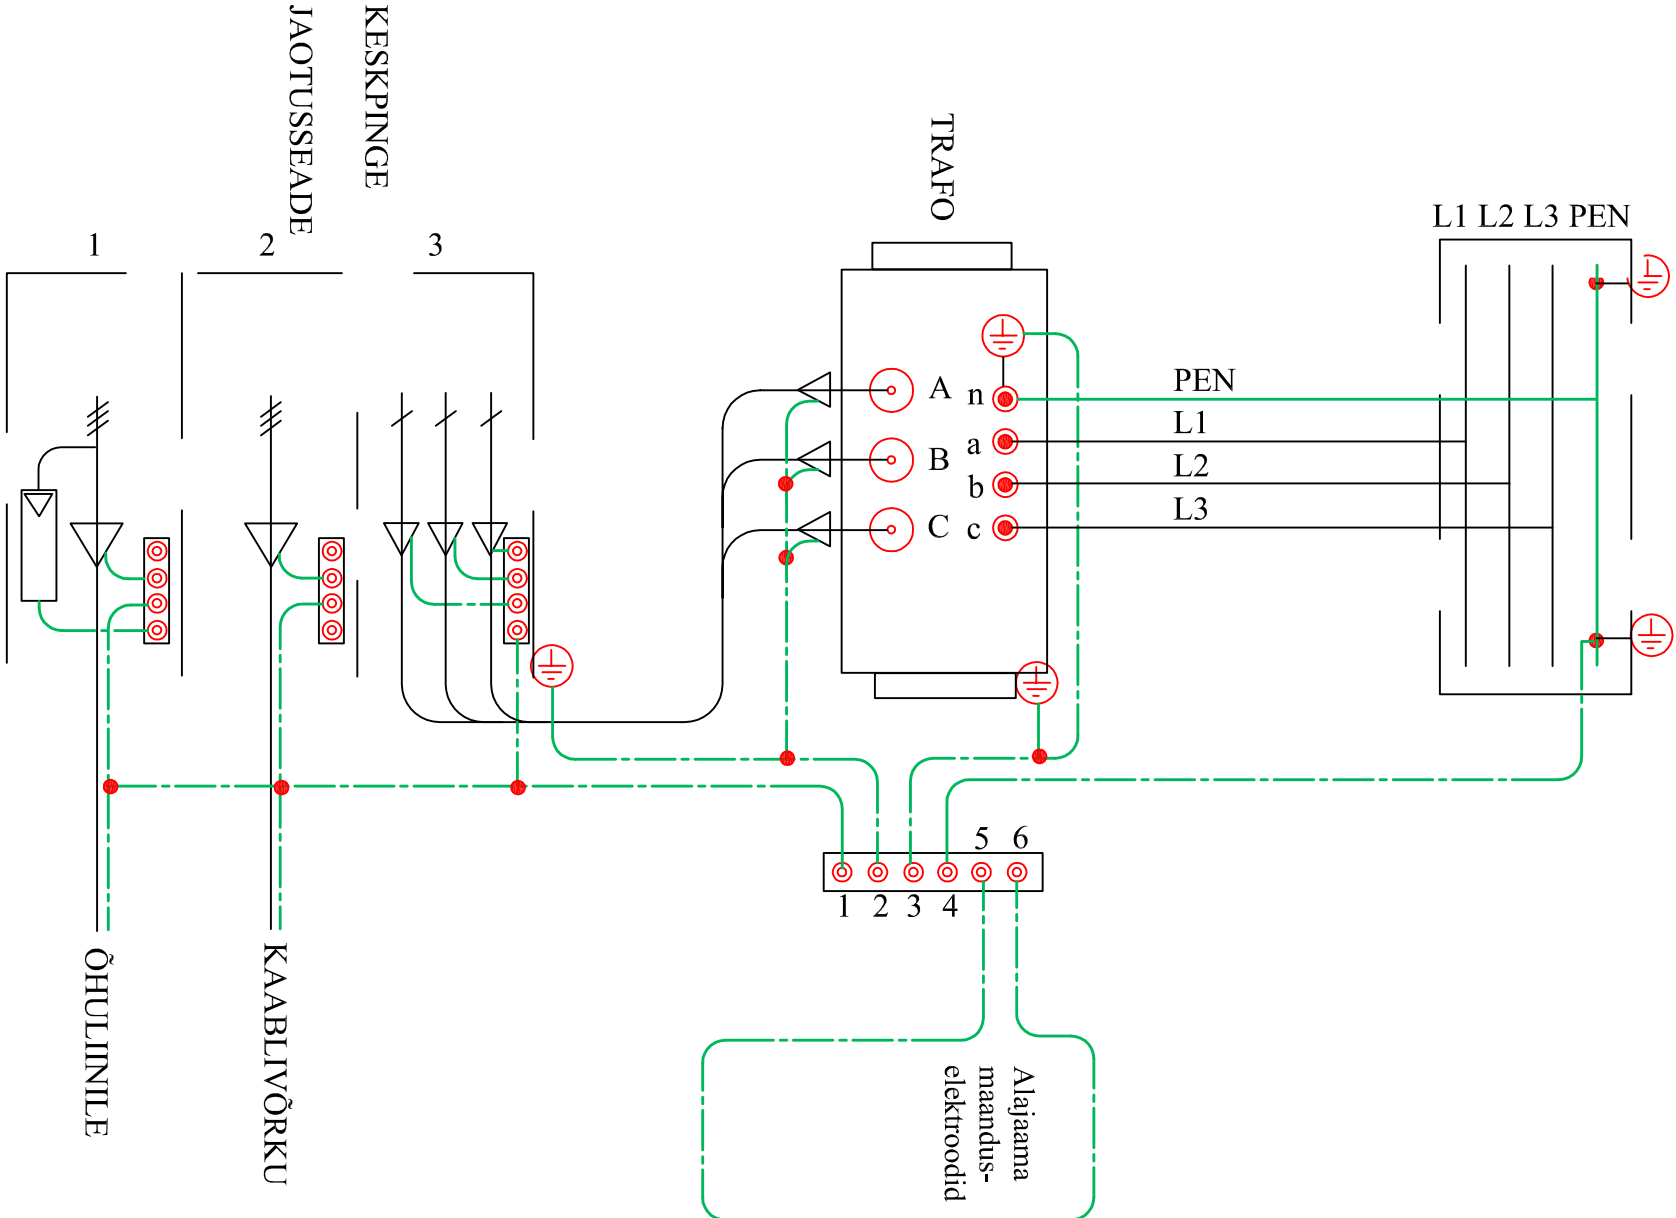 KESKPINGE
JAOTUSSEADE
1
2
3
TRAFO
L1 L2 L3 PEN
A
B
C
n
a
b
c
PEN
L1
L2
L3
5
6
1
2
3
4
ÕHULIINILE
KAABLIVÕRKU
Alajaama
maandus-
elektroodid